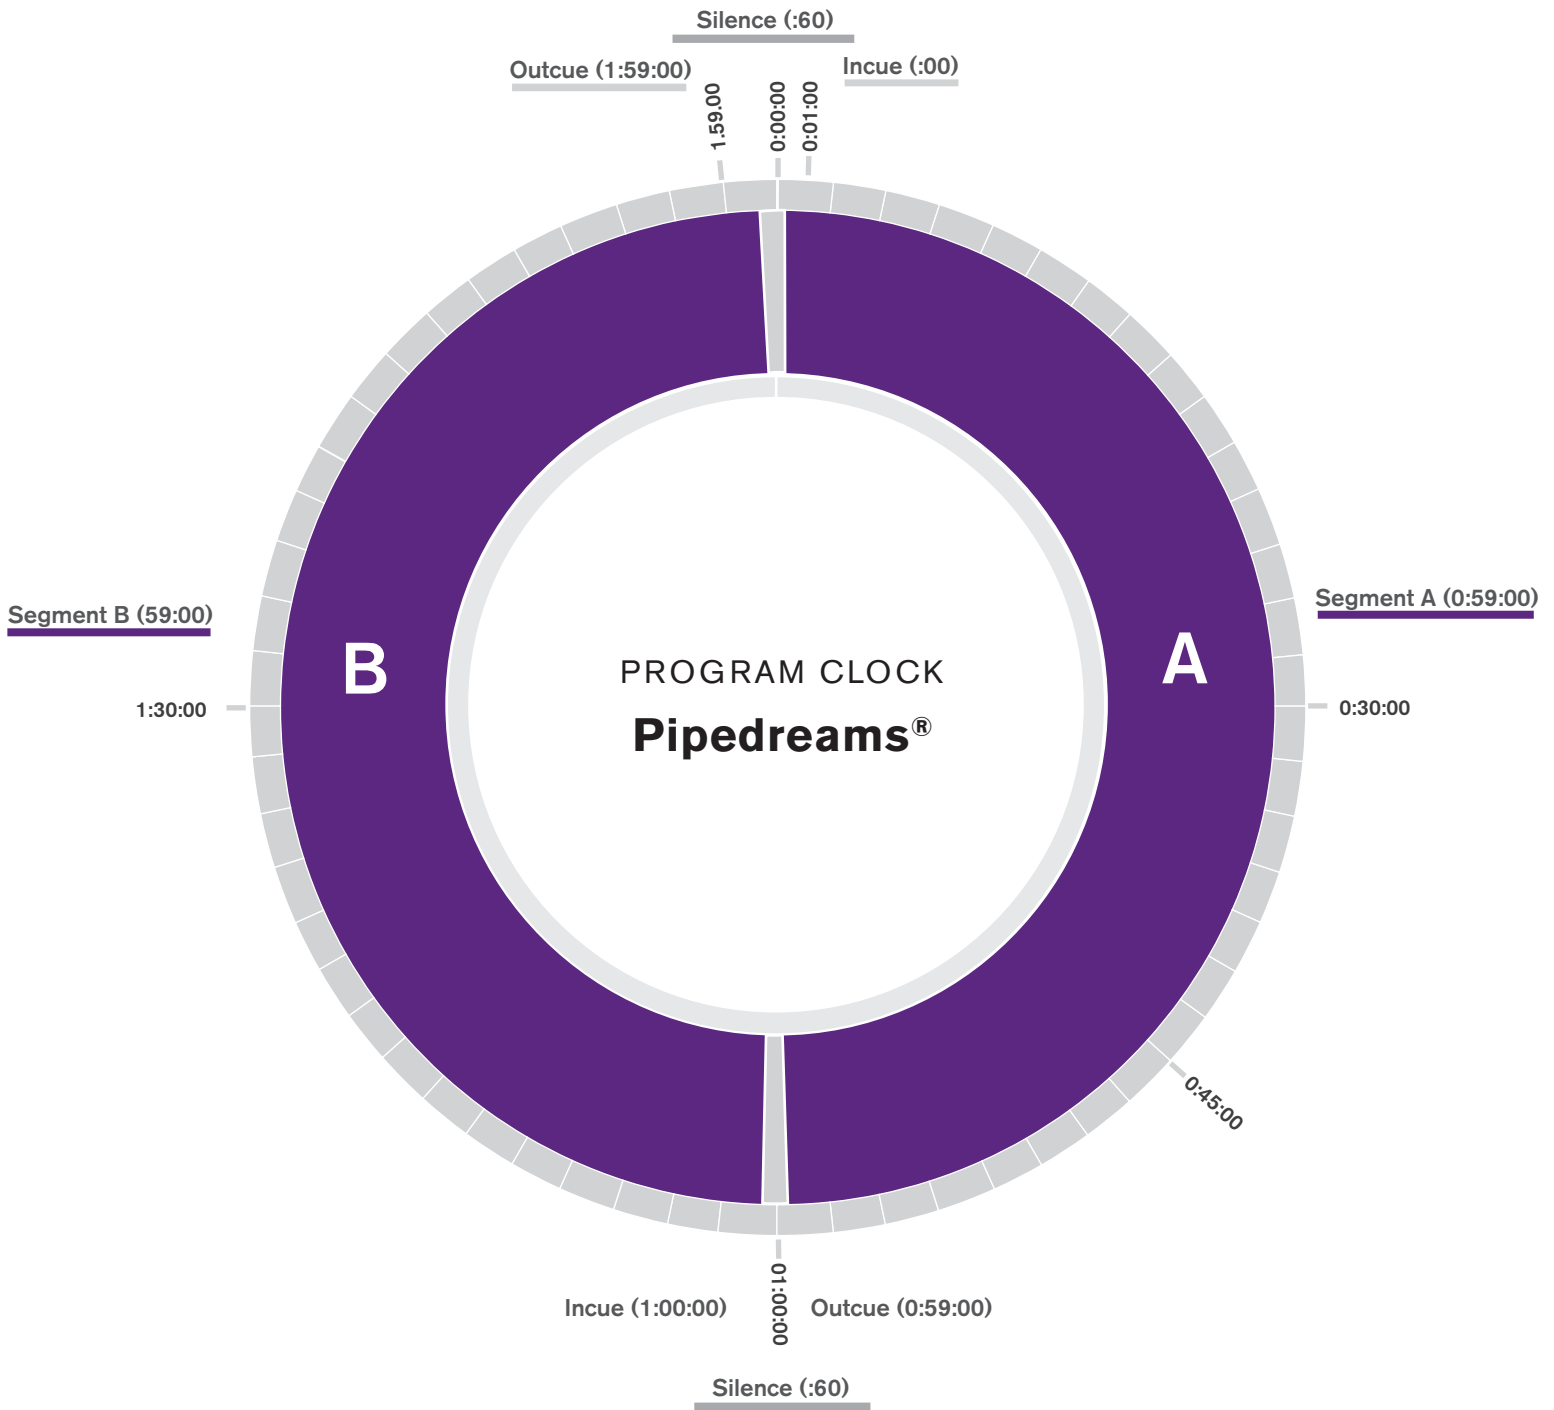 Silence (:60)
Outcue (1:59:00)
Incue (:00)
1.59.00
0:00:00
0:01:00
Segment B (59:00)
Segment A (0:59:00)
B
A
PROGRAM CLOCK
Pipedreams®
1:30:00
0:30:00
0:45:00
01:00:00
Incue (1:00:00)
Outcue (0:59:00)
Silence (:60)